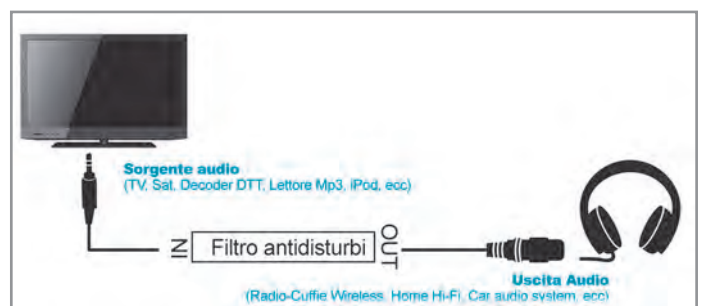 Sorgente audio
(TV, Sat, Decoder DTT, Lettore Mp3, iPod, ecc)
IN Filtro antidisturbi OUT
Uscita Audio
(Radio-Cuffie Wireless, Home Hi-Fi, Car audio system, ecc)